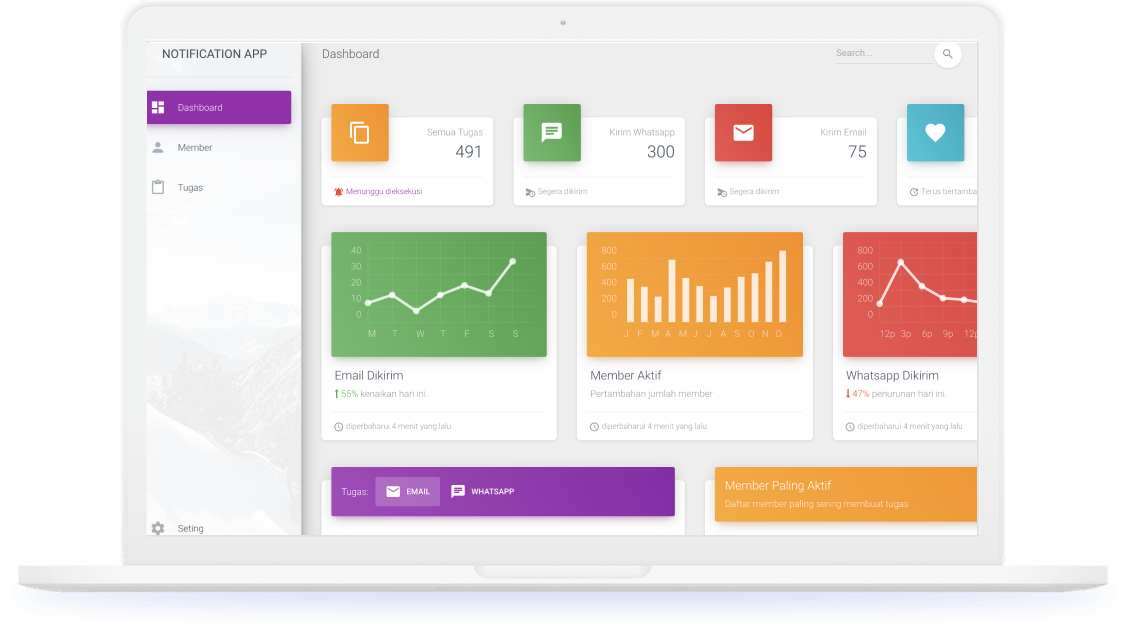 NOTIFICATION APP
Dashboard
Search...
Dashboard
Member
Tugas
Seting
Semua Tugas
491
Menunggu dieksekusi
Kirim Whatsapp
300
Segera dikirim
Kirim Email
75
Segera dikirim
Terus bertamba
40
30
20
10
0
M T W T F S S
Email Dikirim
55% kenaikan hari ini.
diperbaharui 4 menit yang lalu
800
600
400
200
0
J F M A M J J A S O N D
Member Aktif
Pertambahan jumlah member
diperbaharui 4 menit yang lalu
800
600
400
200
0
12p 3p 6p 9p 12p
Whatsapp Dikirim
47% penurunan hari ini.
diperbaharui 4 menit yang lalu
Tugas: EMAIL WHATSAPP
Member Paling Aktif
Daftar member paling sering membuat tugas